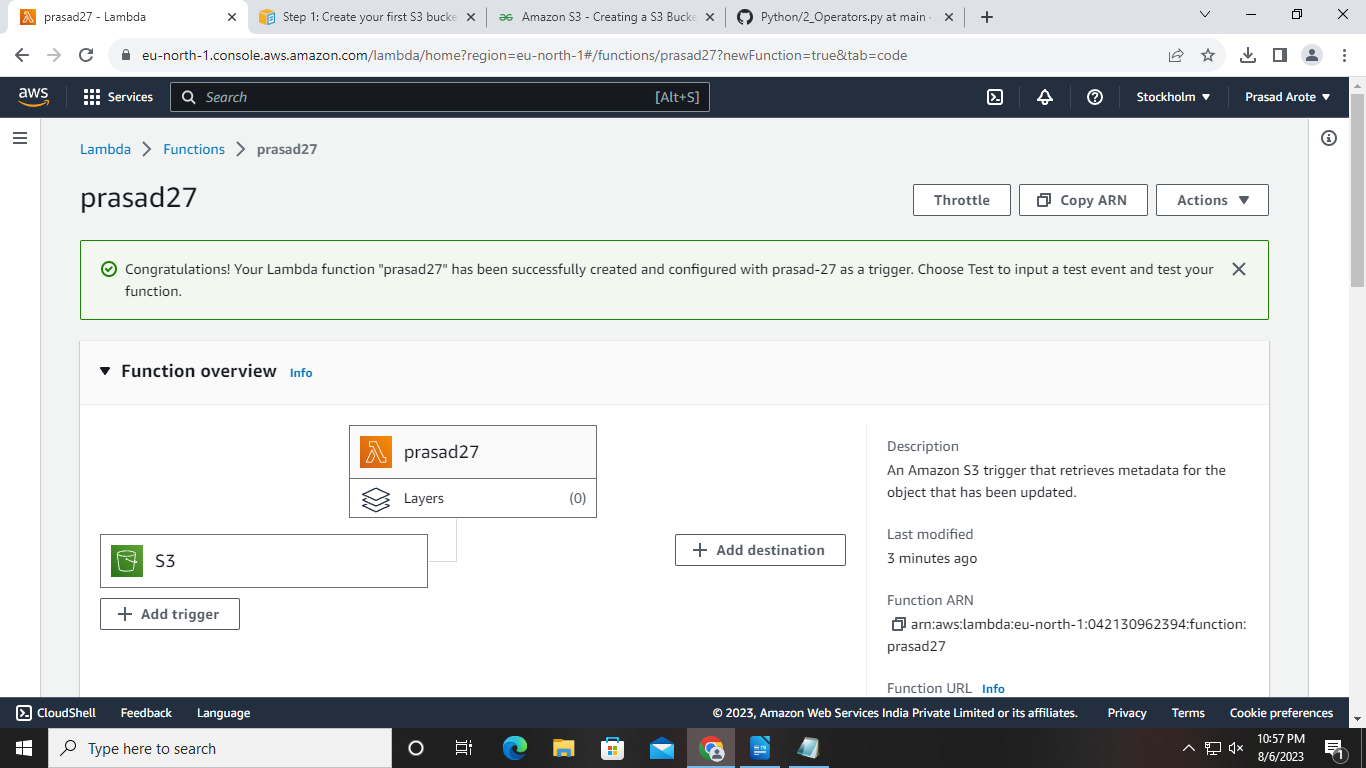 prasad27 - Lambda
Step 1: Create your first S3 bucke
Amazon S3 - Creating a S3 Bucke
Python/2_Operators.py at main ·
eu-north-1.console.aws.amazon.com/lambda/home?region=eu-north-1#/functions/prasad27?newFunction=true&tab=code
aws
Services
Search
[Alt+S]
Stockholm
Prasad Arote
Lambda
Functions
prasad27
prasad27
Throttle
Copy ARN
Actions
Congratulations! Your Lambda function "prasad27" has been successfully created and configured with prasad-27 as a trigger. Choose Test to input a test event and test your
function.
Function overview
Info
prasad27
Layers
(0)
S3
Add trigger
Add destination
Description
An Amazon S3 trigger that retrieves metadata for the
object that has been updated.
Last modified
3 minutes ago
Function ARN
arn:aws:lambda:eu-north-1:042130962394:function:
prasad27
Function URL
Info
CloudShell
Feedback
Language
© 2023, Amazon Web Services India Private Limited or its affiliates.
Privacy
Terms
Cookie preferences
Type here to search
10:57 PM
8/6/2023
1